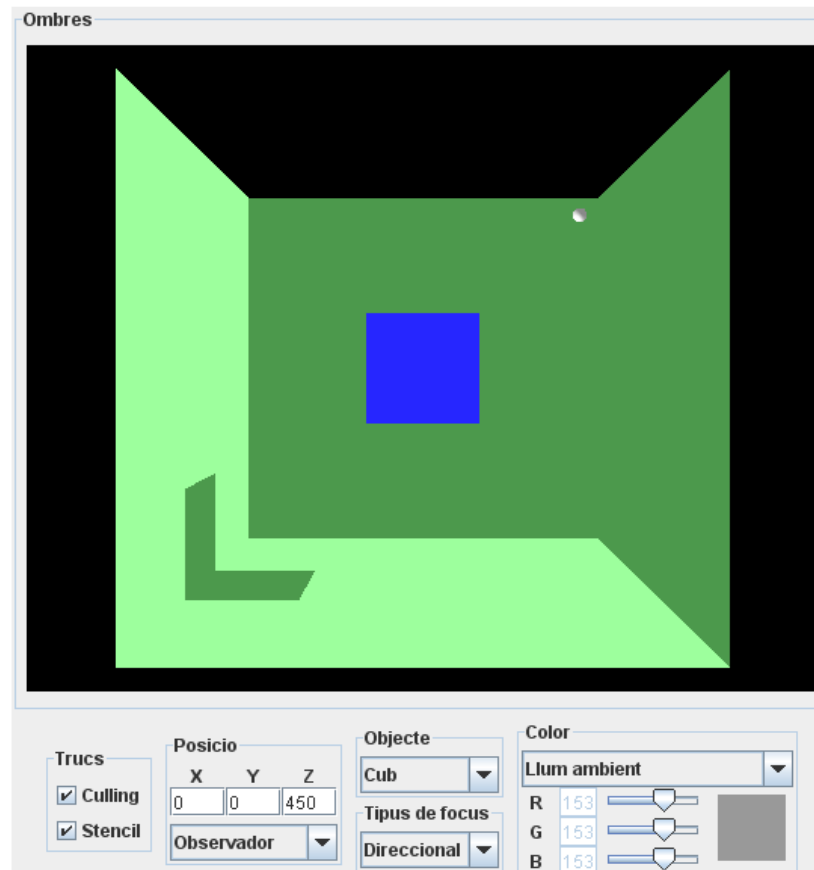 Ombres
Trucs
Culling
Stencil
Posicio
X Y Z
0 0 450
Observador
Objecte
Cub
Tipus de focus
Direccional
Color
Llum ambient
R 153
G 153
B 153